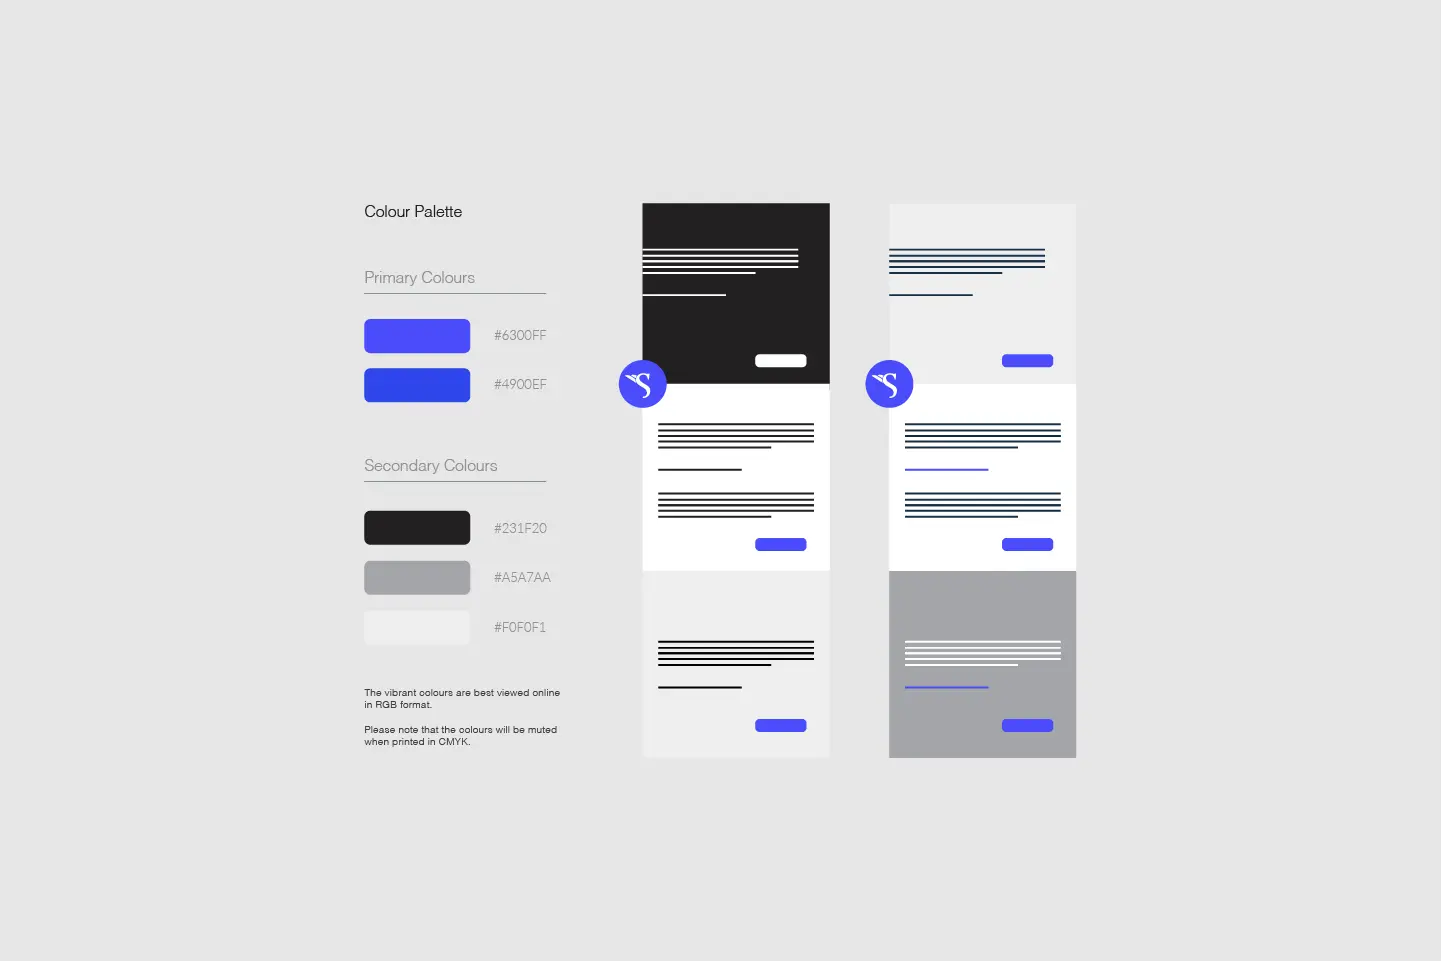 Colour Palette
Primary Colours
#6300FF
#4900EF
Secondary Colours
#231F20
#A5A7AA
#F0F0F1
The vibrant colours are best viewed online
in RGB format.
Please note that the colours will be muted
when printed in CMYK.
S
S